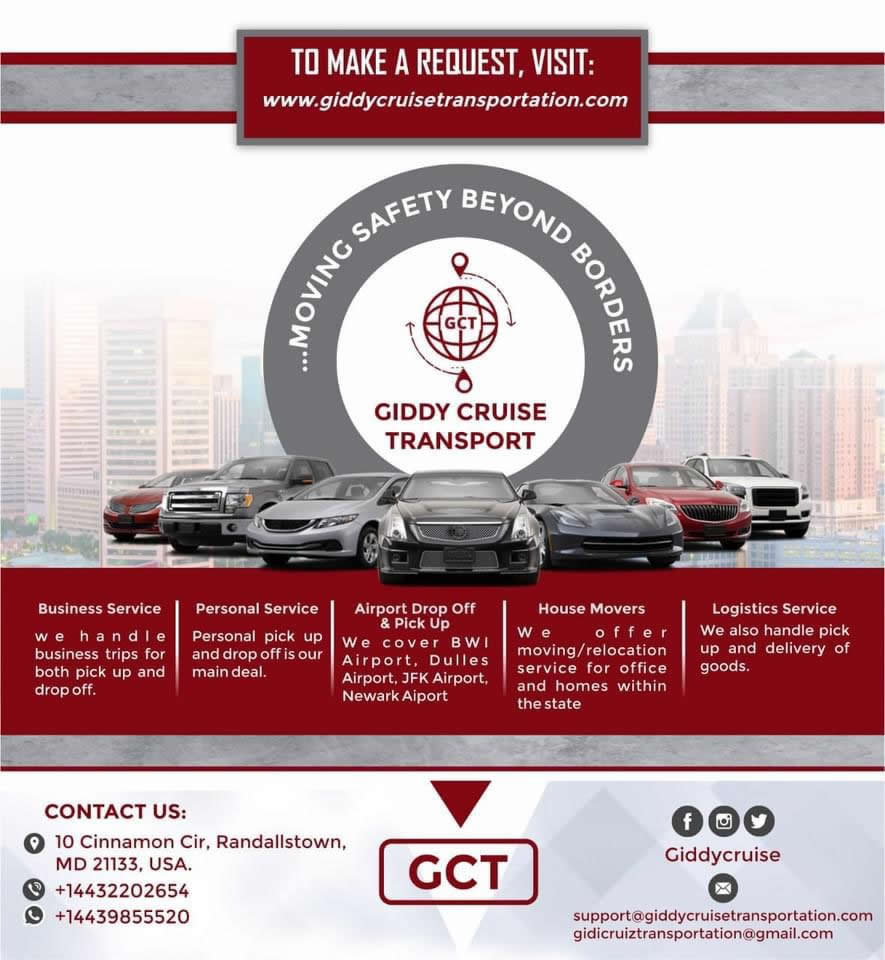 TO MAKE A REQUEST, VISIT:
www.giddycruisetransportation.com
...MOVING SAFETY BEYOND BORDERS
GCT
GIDDY CRUISE
TRANSPORT
Business Service
we handle
business trips for
both pick up and
drop off.
Personal Service
Personal pick up
and drop off is our
main deal.
Airport Drop Off
& Pick Up
We cover BWI
Airport, Dulles
Airport, JFK Airport,
Newark Aiport
House Movers
We offer
moving/relocation
service for office
and homes within
the state
Logistics Service
We also handle pick
up and delivery of
goods.
CONTACT US:
10 Cinnamon Cir, Randallstown,
MD 21133, USA.
+14432202654
+14439855520
GCT
Giddycruise
support@giddycruisetransportation.com
gidicruiztransportation@gmail.com